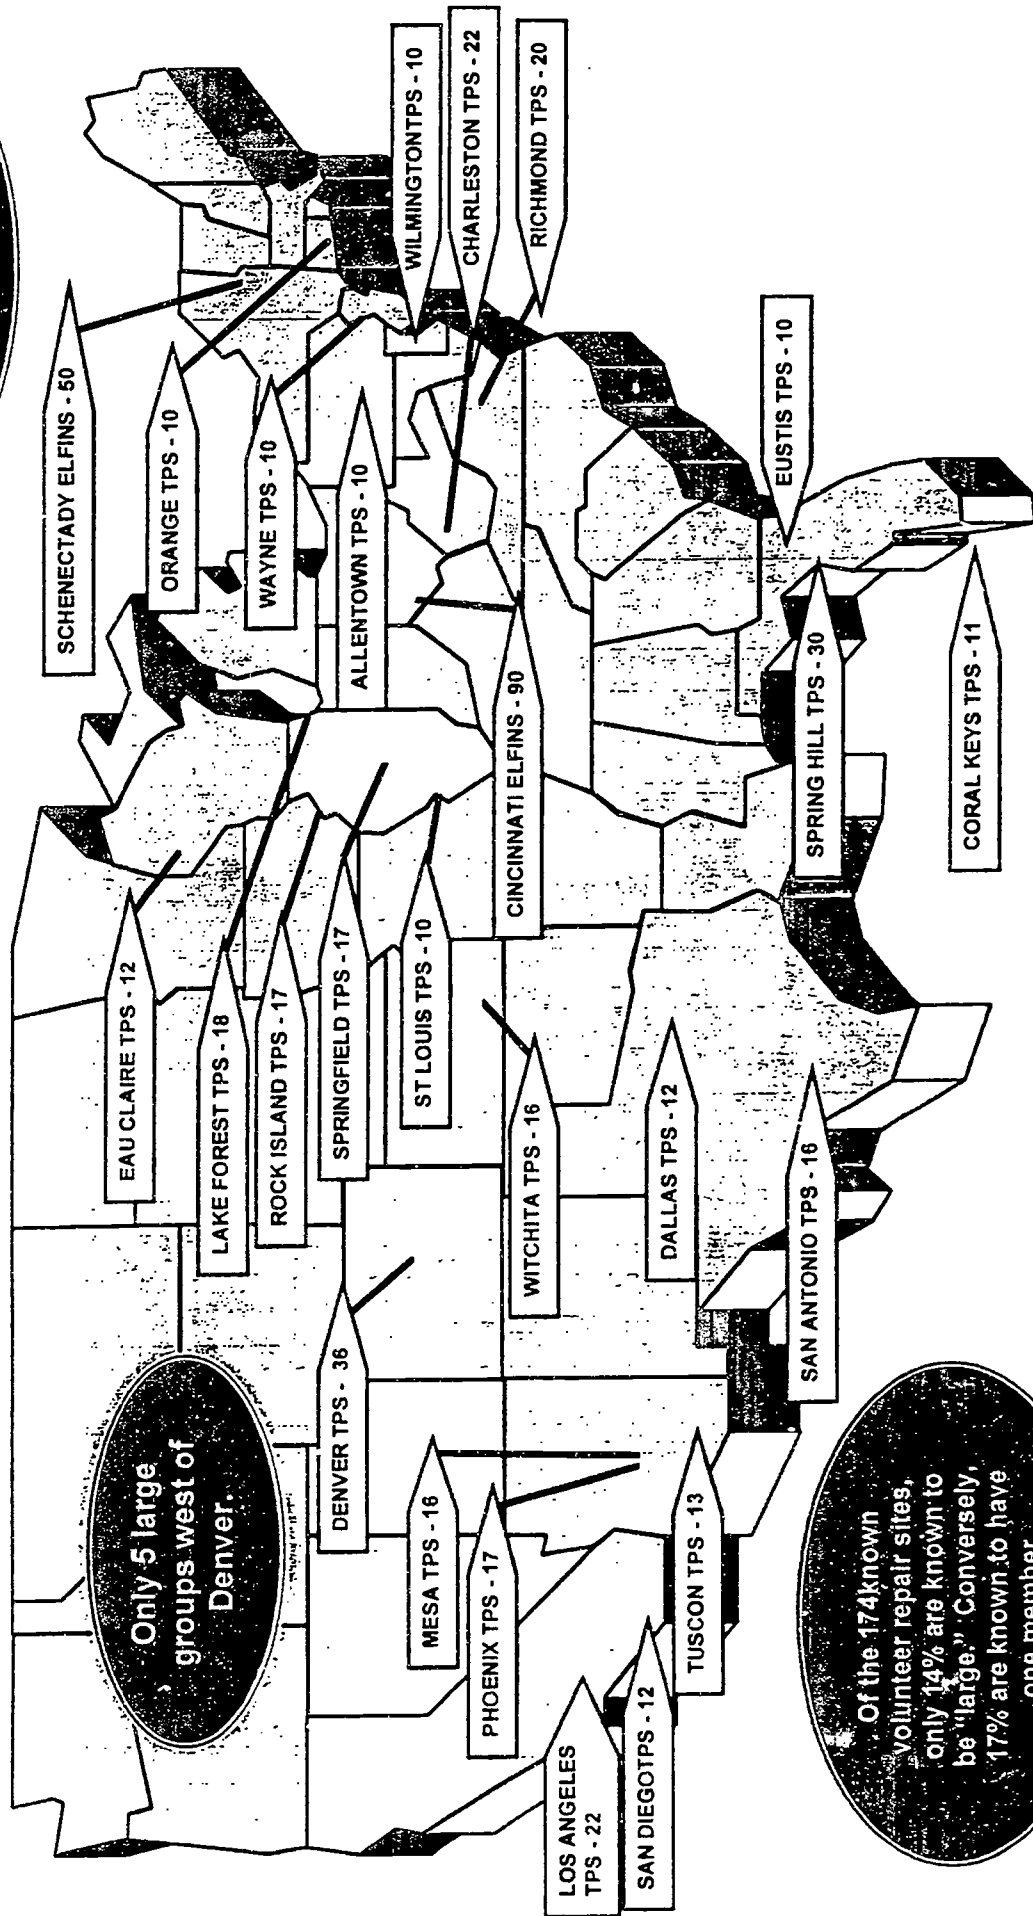 SCHENECTADY ELFINS - 50
ORANGE TPS - 10
WAYNE TPS - 10
ALLENTOWN TPS - 10
WILMINGTONTPS - 10
CHARLESTON TPS - 22
RICHMOND TPS - 20
EAU CLAIRE TPS - 12
LAKE FOREST TPS - 18
ROCK ISLAND TPS - 17
SPRINGFIELD TPS - 17
ST LOUIS TPS - 10
CINCINNATI ELFINS - 90
EUSTIS TPS - 10
SPRING HILL TPS - 30
CORAL KEYS TPS - 11
Only 5 large
groups west of
Denver.
DENVER TPS - 36
WITCHITA TPS - 16
DALLAS TPS - 12
SAN ANTONIO TPS - 16
MESA TPS - 16
PHOENIX TPS - 17
TUSCON TPS - 13
LOS ANGELES
TPS - 22
SAN DIEGOTPS - 12
Of the 174known
volunteer repair sites,
only 14% are known to
be "large." Conversely,
17% are known to have
one member